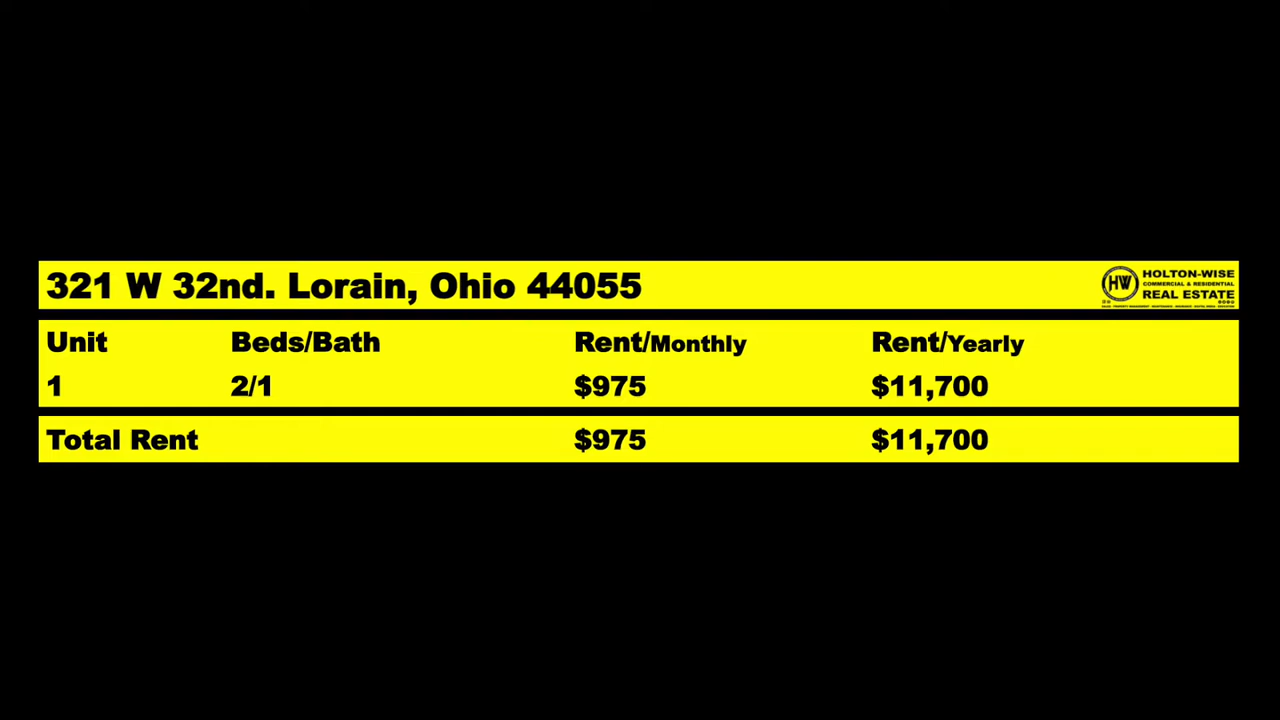 321 W 32nd. Lorain, Ohio 44055
HOLTON-WISE
COMMERCIAL & RESIDENTIAL
REAL ESTATE
HW
Unit Beds/Bath Rent/Monthly Rent/Yearly
1 2/1 $975 $11,700
Total Rent $975 $11,700